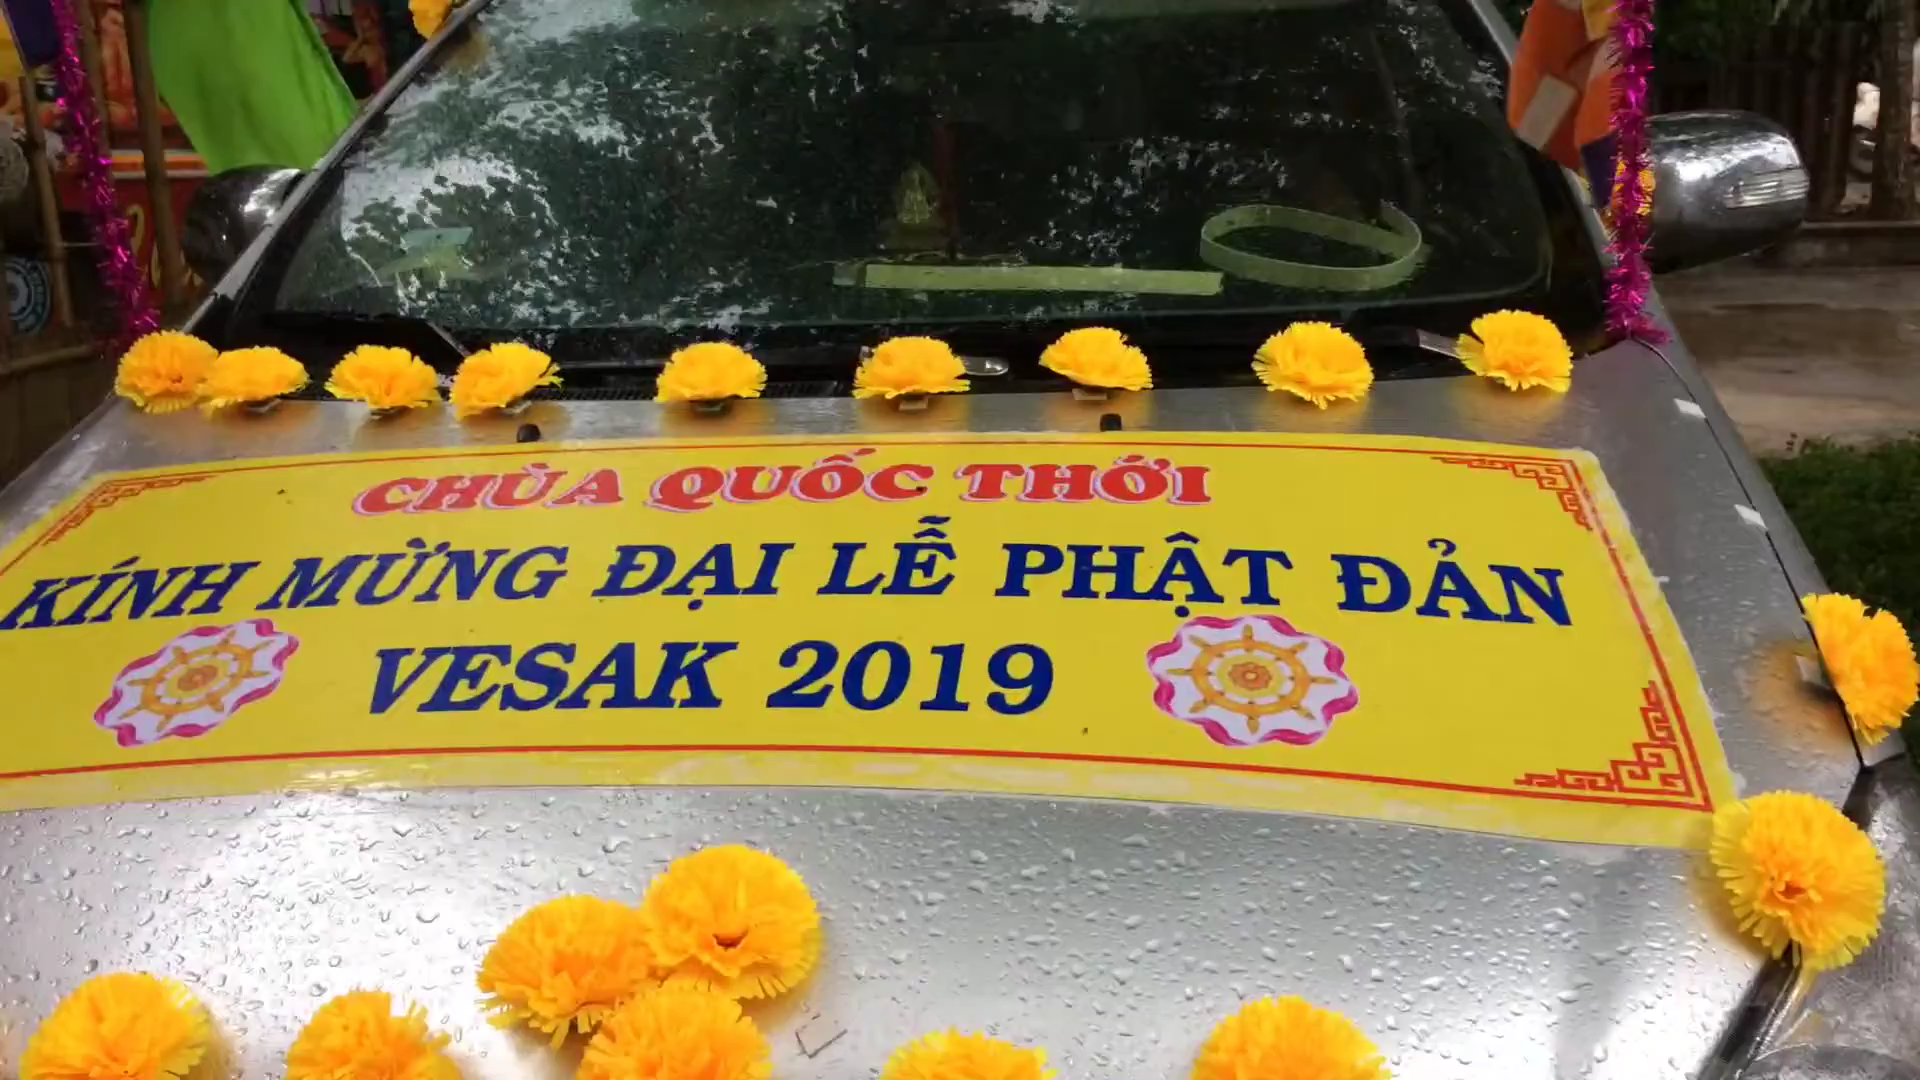 CHÙA QUỐC THỚI
KÍNH MỪNG ĐẠI LỄ PHẬT ĐẢN
VESAK 2019